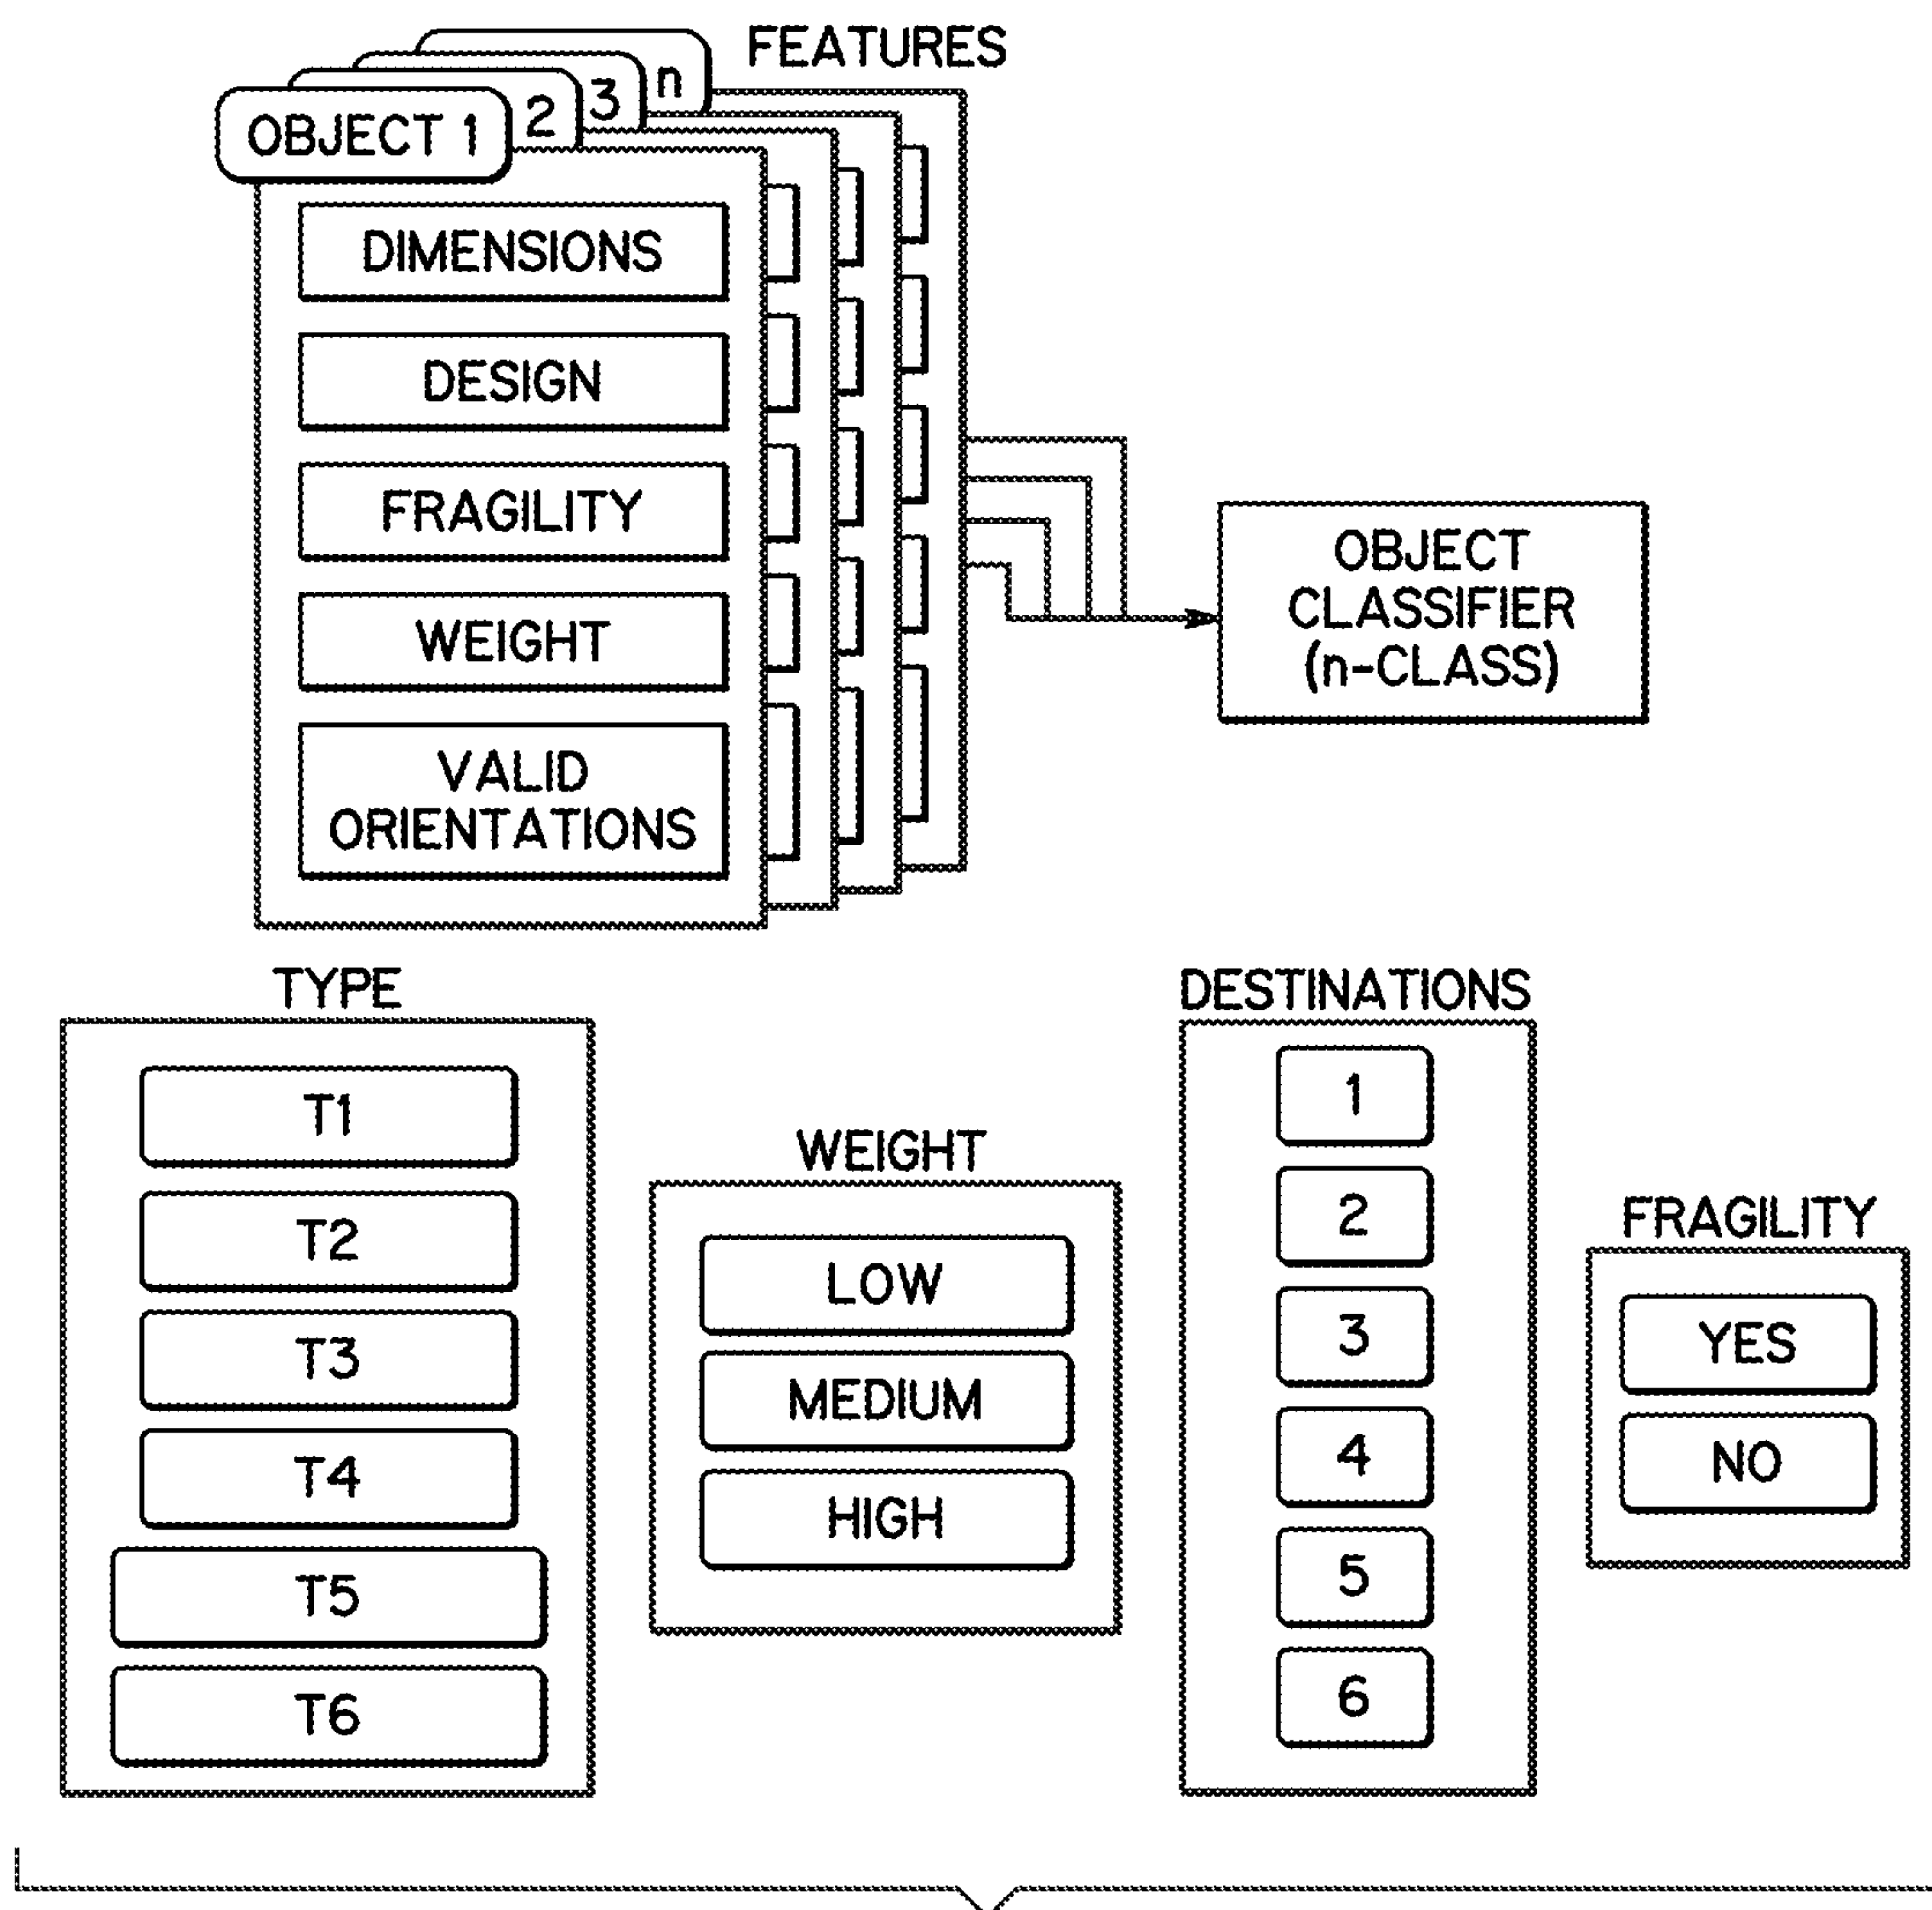 FEATURES
OBJECT 1
2
3
n
DIMENSIONS
DESIGN
FRAGILITY
WEIGHT
VALID
ORIENTATIONS
OBJECT
CLASSIFIER
(n-CLASS)
TYPE
T1
T2
T3
T4
T5
T6
WEIGHT
LOW
MEDIUM
HIGH
DESTINATIONS
1
2
3
4
5
6
FRAGILITY
YES
NO